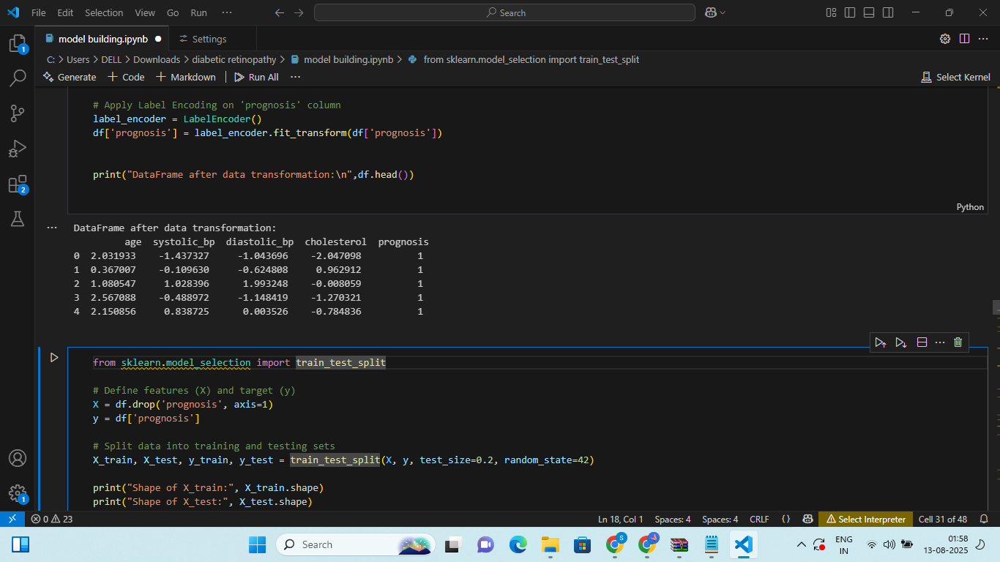 File Edit Selection View Go Run ··· Search
model building.ipynb Settings
C: > Users > DELL > Downloads > diabetic retinopathy > model building.ipynb > from sklearn.model_selection import train_test_split
Generate + Code + Markdown Run All ··· Select Kernel
# Apply Label Encoding on 'prognosis' column
label_encoder = LabelEncoder()
df['prognosis'] = label_encoder.fit_transform(df['prognosis'])
print("DataFrame after data transformation:\n",df.head())
Python
DataFrame after data transformation:
age systolic_bp diastolic_bp cholesterol prognosis
0 2.031933 -1.437327 -1.043696 -2.047098 1
1 0.367007 -0.109630 -0.624808 0.962912 1
2 1.080547 1.028396 1.993248 -0.008059 1
3 2.567088 -0.488972 -1.148419 -1.270321 1
4 2.150856 0.838725 0.003526 -0.784836 1
from sklearn.model_selection import train_test_split
# Define features (X) and target (y)
X = df.drop('prognosis', axis=1)
y = df['prognosis']
# Split data into training and testing sets
X_train, X_test, y_train, y_test = train_test_split(X, y, test_size=0.2, random_state=42)
print("Shape of X_train:", X_train.shape)
print("Shape of X_test:", X_test.shape)
1
2
1
0 23 Ln 18, Col 1 Spaces: 4 Spaces: 4 CRLF {} Select Interpreter Cell 31 of 48
Search S ENG IN 01:58 13-08-2025